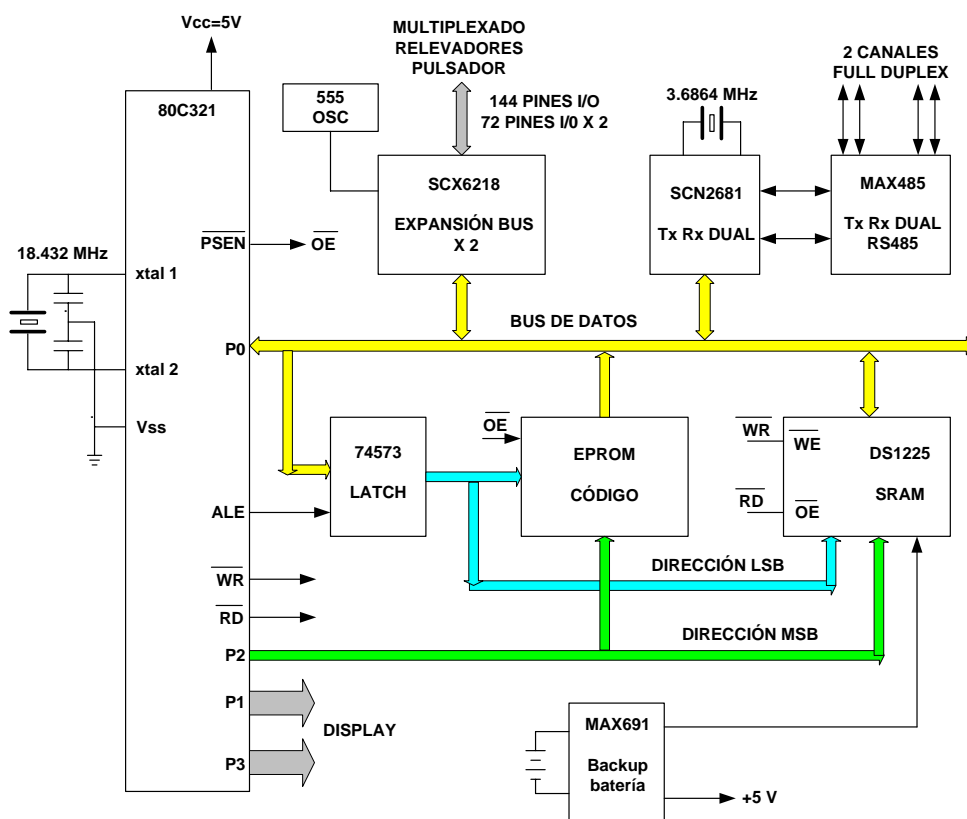 Vcc=5V
MULTIPLEXADO
RELEVADORES
PULSADOR
2 CANALES
FULL DUPLEX
80C321
555
OSC
144 PINES I/O
72 PINES I/0 X 2
3.6864 MHz
SCX6218
EXPANSIÓN BUS
X 2
SCN2681
Tx Rx DUAL
MAX485
Tx Rx DUAL
RS485
PSEN
OE
18.432 MHz
xtal 1
BUS DE DATOS
P0
xtal 2
Vss
74573
LATCH
OE
EPROM
CÓDIGO
WR
WE
DS1225
SRAM
RD
OE
ALE
DIRECCIÓN LSB
WR
RD
DIRECCIÓN MSB
P2
P1
DISPLAY
P3
MAX691
Backup
batería
+5 V